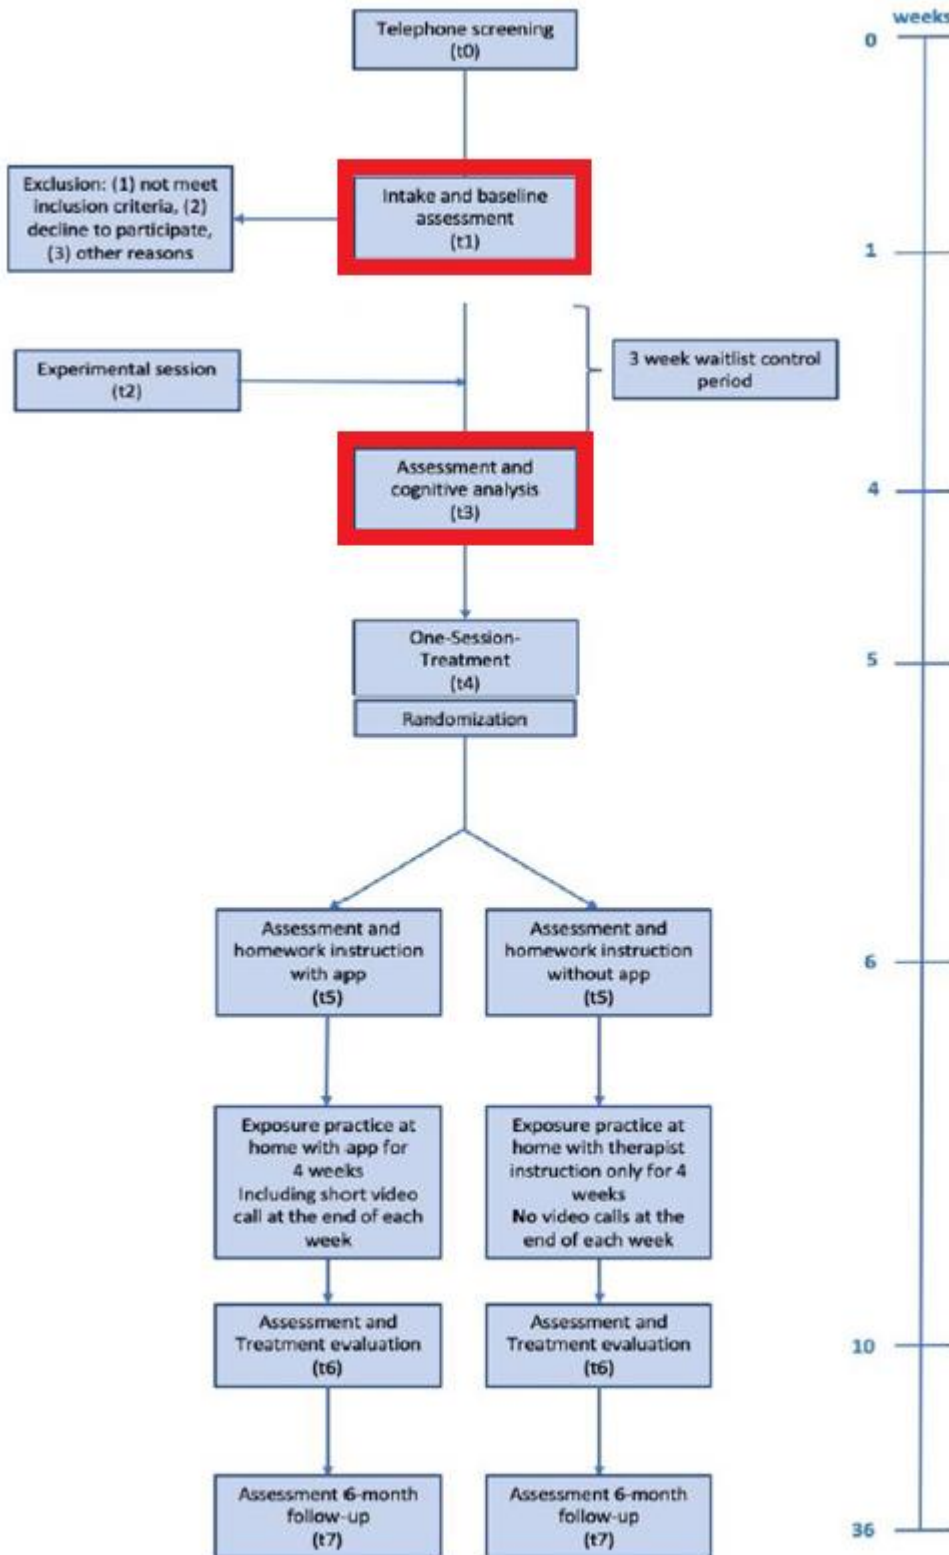 weeks
Telephone screening
(t0)
0
Exclusion: (1) not meet
inclusion criteria, (2)
decline to participate,
(3) other reasons
Intake and baseline
assessment
(t1)
1
Experimental session
(t2)
3 week waitlist control
period
Assessment and
cognitive analysis
(t3)
4
One-Session-
Treatment
(t4)
5
Randomization
Assessment and
homework instruction
with app
(t5)
Assessment and
homework instruction
without app
(t5)
6
Exposure practice at
home with app for
4 weeks
Including short video
call at the end of each
week
Exposure practice at
home with therapist
instruction only for 4
weeks
No video calls at the
end of each week
Assessment and
Treatment evaluation
(t6)
Assessment and
Treatment evaluation
(t6)
10
Assessment 6-month
follow-up
(t7)
Assessment 6-month
follow-up
(t7)
36